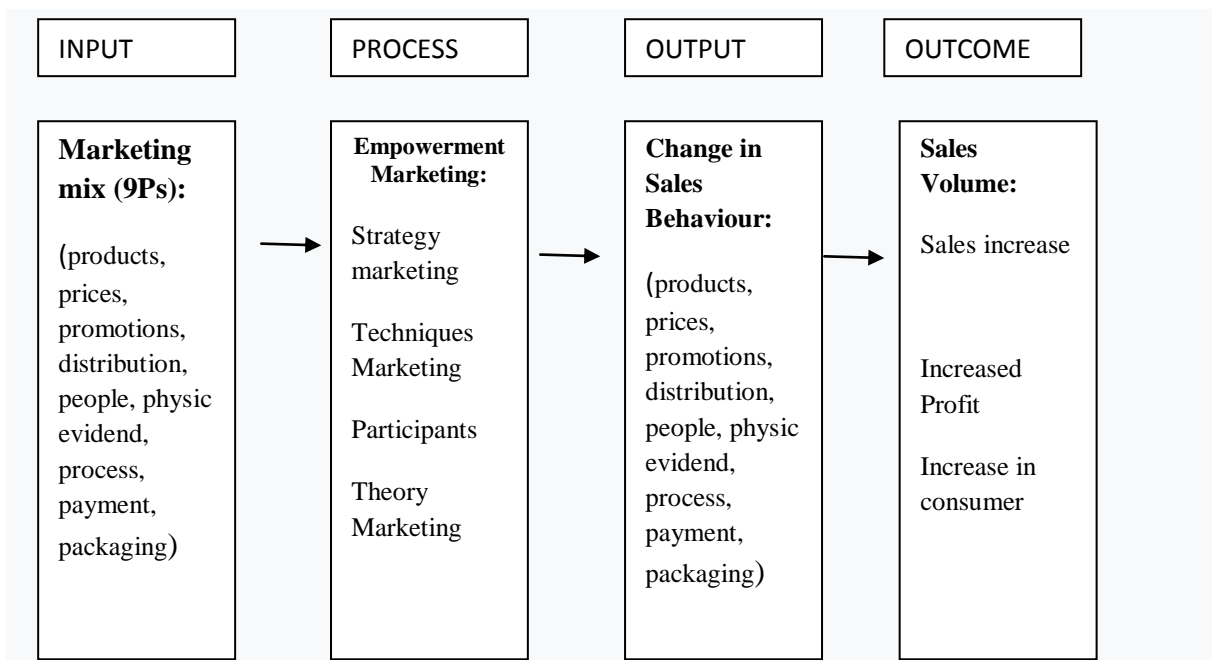 INPUT
PROCESS
OUTPUT
OUTCOME
Marketing
mix (9Ps):
(products,
prices,
promotions,
distribution,
people, physic
evidend,
process,
payment,
packaging)
Empowerment
Marketing:
Strategy
marketing
Techniques
Marketing
Participants
Theory
Marketing
Change in
Sales
Behaviour:
(products,
prices,
promotions,
distribution,
people, physic
evidend,
process,
payment,
packaging)
Sales
Volume:
Sales increase
Increased
Profit
Increase in
consumer